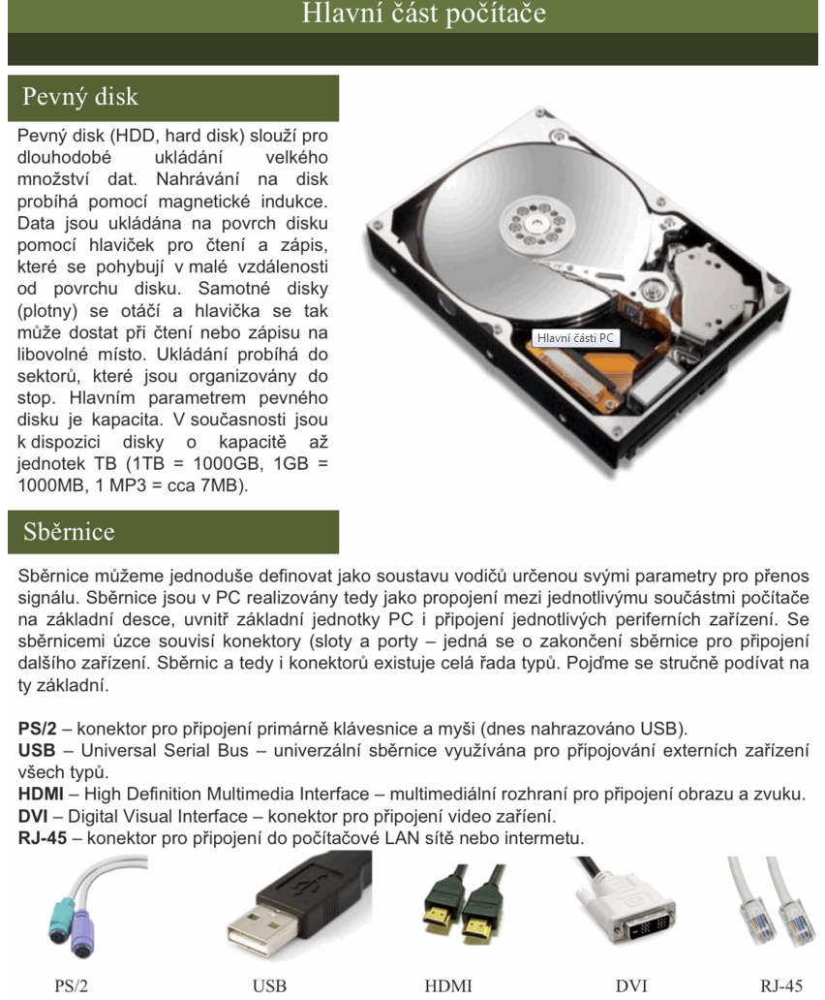 Hlavní část počítače
Pevný disk
Pevný disk (HDD, hard disk) slouží pro
dlouhodobé ukládání velkého
množství dat. Nahrávání na disk
probíhá pomocí magnetické indukce.
Data jsou ukládána na povrch disku
pomocí hlaviček pro čtení a zápis,
které se pohybují v malé vzdálenosti
od povrchu disku. Samotné disky
(plotny) se otáčí a hlavička se tak
může dostat při čtení nebo zápisu na
libovolné místo. Ukládání probíhá do
sektorů, které jsou organizovány do
stop. Hlavním parametrem pevného
disku je kapacita. V současnosti jsou
k dispozici disky o kapacitě až
jednotek TB (1TB = 1000GB, 1GB =
1000MB, 1 MP3 = cca 7MB).
Hlavní části PC
Sběrnice
Sběrnice můžeme jednoduše definovat jako soustavu vodičů určenou svými parametry pro přenos
signálu. Sběrnice jsou v PC realizovány tedy jako propojení mezi jednotlivýmu součástmi počítače
na základní desce, uvnitř základní jednotky PC i připojení jednotlivých periferních zařízení. Se
sběrnicemi úzce souvisí konektory (sloty a porty – jedná se o zakončení sběrnice pro připojení
dalšího zařízení. Sběrnic a tedy i konektorů existuje celá řada typů. Pojďme se stručně podívat na
ty základní.
PS/2 – konektor pro připojení primárně klávesnice a myši (dnes nahrazováno USB).
USB – Universal Serial Bus – univerzální sběrnice využívána pro připojování externích zařízení
všech typů.
HDMI – High Definition Multimedia Interface – multimediální rozhraní pro připojení obrazu a zvuku.
DVI – Digital Visual Interface – konektor pro připojení video zaříení.
RJ-45 – konektor pro připojení do počítačové LAN sítě nebo intermetu.
PS/2 USB HDMI DVI RJ-45